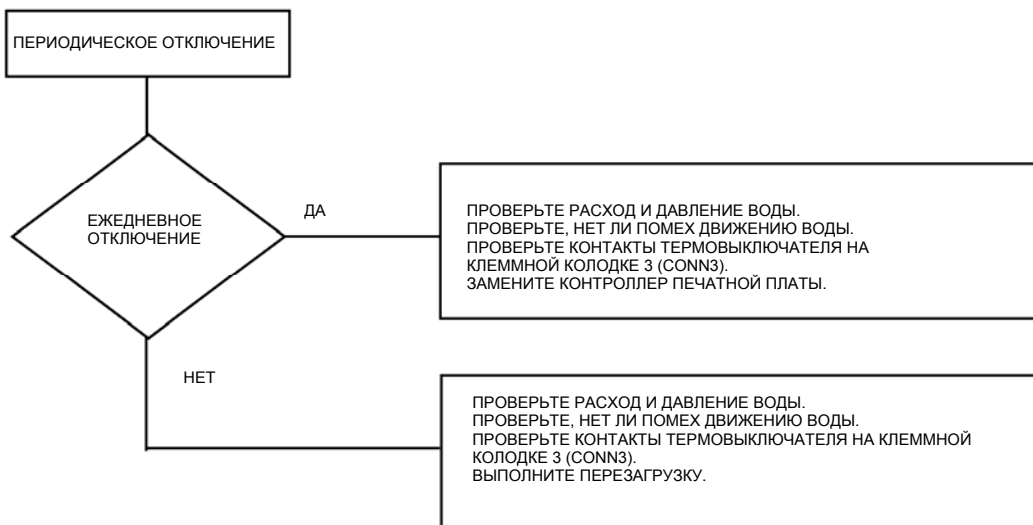 ПЕРИОДИЧЕСКОЕ ОТКЛЮЧЕНИЕ
ЕЖЕДНЕВНОЕ
ОТКЛЮЧЕНИЕ
ДА
ПРОВЕРЬТЕ РАСХОД И ДАВЛЕНИЕ ВОДЫ.
ПРОВЕРЬТЕ, НЕТ ЛИ ПОМЕХ ДВИЖЕНИЮ ВОДЫ.
ПРОВЕРЬТЕ КОНТАКТЫ ТЕРМОВЫКЛЮЧАТЕЛЯ НА
КЛЕММНОЙ КОЛОДКЕ 3 (CONN3).
ЗАМЕНИТЕ КОНТРОЛЛЕР ПЕЧАТНОЙ ПЛАТЫ.
НЕТ
ПРОВЕРЬТЕ РАСХОД И ДАВЛЕНИЕ ВОДЫ.
ПРОВЕРЬТЕ, НЕТ ЛИ ПОМЕХ ДВИЖЕНИЮ ВОДЫ.
ПРОВЕРЬТЕ КОНТАКТЫ ТЕРМОВЫКЛЮЧАТЕЛЯ НА КЛЕММНОЙ
КОЛОДКЕ 3 (CONN3).
ВЫПОЛНИТЕ ПЕРЕЗАГРУЗКУ.